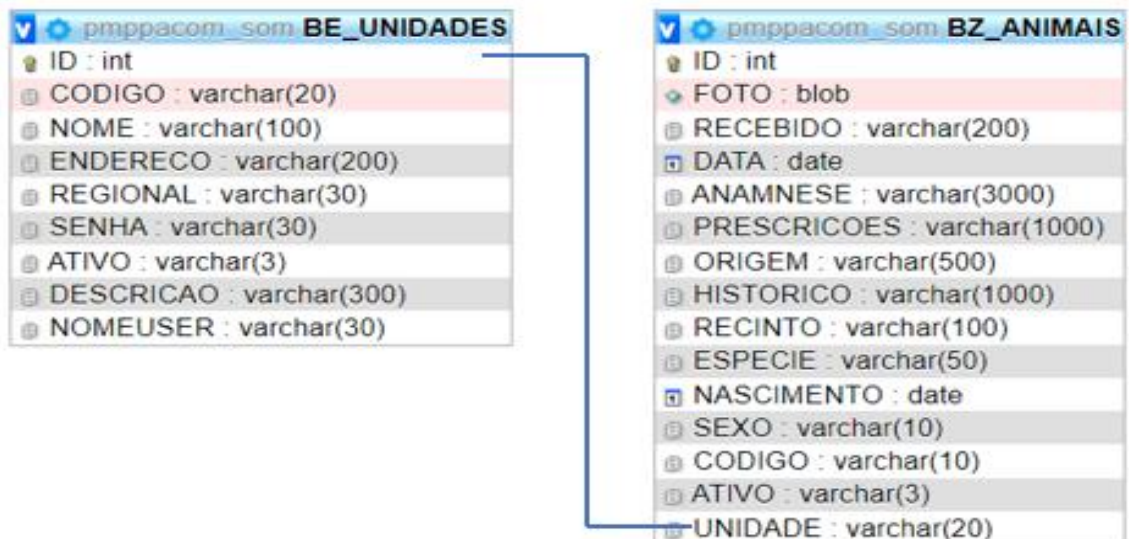 pmppacom_som BE_UNIDADES
ID : int
CODIGO : varchar(20)
NOME : varchar(100)
ENDERECO : varchar(200)
REGIONAL : varchar(30)
SENHA : varchar(30)
ATIVO : varchar(3)
DESCRICAO : varchar(300)
NOMEUSER : varchar(30)
pmppacom_som BZ_ANIMAIS
ID : int
FOTO : blob
RECEBIDO : varchar(200)
DATA : date
ANAMNESE : varchar(3000)
PRESCRICOES : varchar(1000)
ORIGEM : varchar(500)
HISTORICO : varchar(1000)
RECINTO : varchar(100)
ESPECIE : varchar(50)
NASCIMENTO : date
SEXO : varchar(10)
CODIGO : varchar(10)
ATIVO : varchar(3)
UNIDADE : varchar(20)